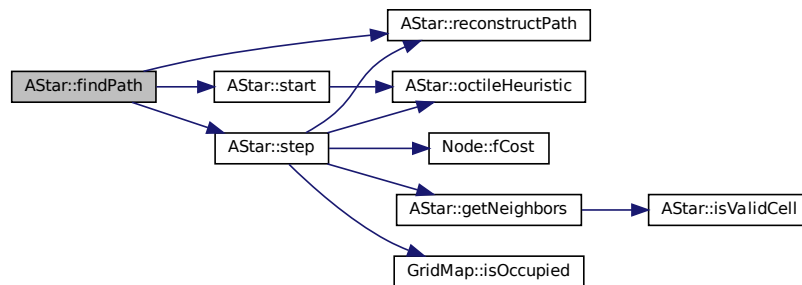 AStar::reconstructPath
AStar::findPath
AStar::start
AStar::octileHeuristic
AStar::step
Node::fCost
AStar::getNeighbors
AStar::isValidCell
GridMap::isOccupied